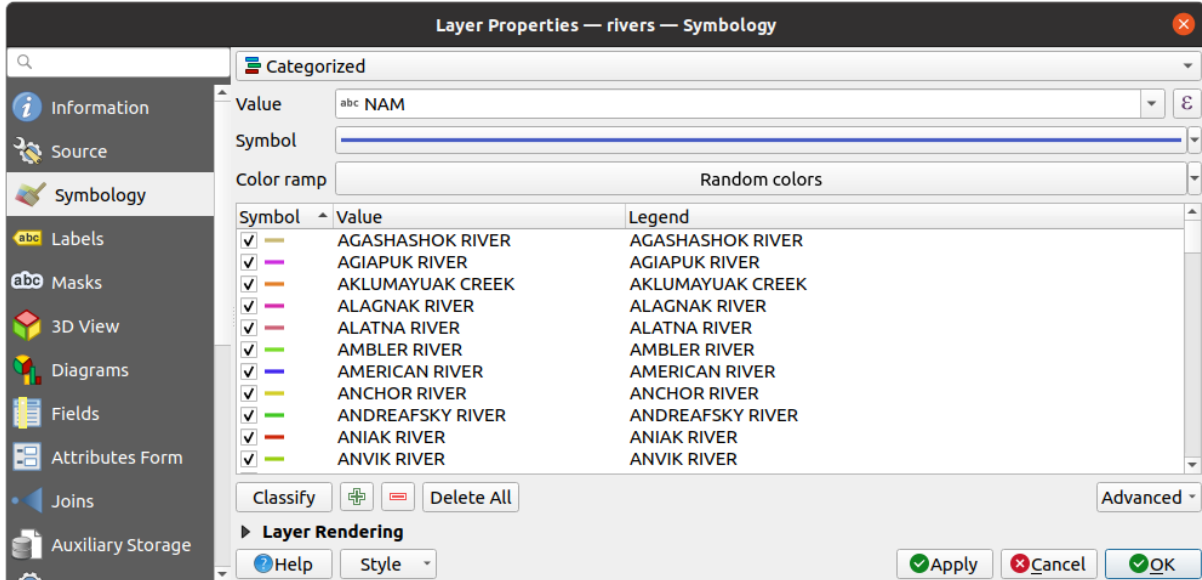 Layer Properties — rivers — Symbology
Information
Source
Symbology
abc Labels
abc Masks
3D View
Diagrams
Fields
Attributes Form
Joins
Auxiliary Storage
Categorized
Value abc NAM ε
Symbol
Color ramp Random colors
Symbol Value Legend
AGASHASHOK RIVER AGASHASHOK RIVER
AGIAPUK RIVER AGIAPUK RIVER
AKLUMAYUAK CREEK AKLUMAYUAK CREEK
ALAGNAK RIVER ALAGNAK RIVER
ALATNA RIVER ALATNA RIVER
AMBLER RIVER AMBLER RIVER
AMERICAN RIVER AMERICAN RIVER
ANCHOR RIVER ANCHOR RIVER
ANDREAFSKY RIVER ANDREAFSKY RIVER
ANIAK RIVER ANIAK RIVER
ANVIK RIVER ANVIK RIVER
Classify Delete All Advanced
Layer Rendering
Help Style Apply Cancel OK